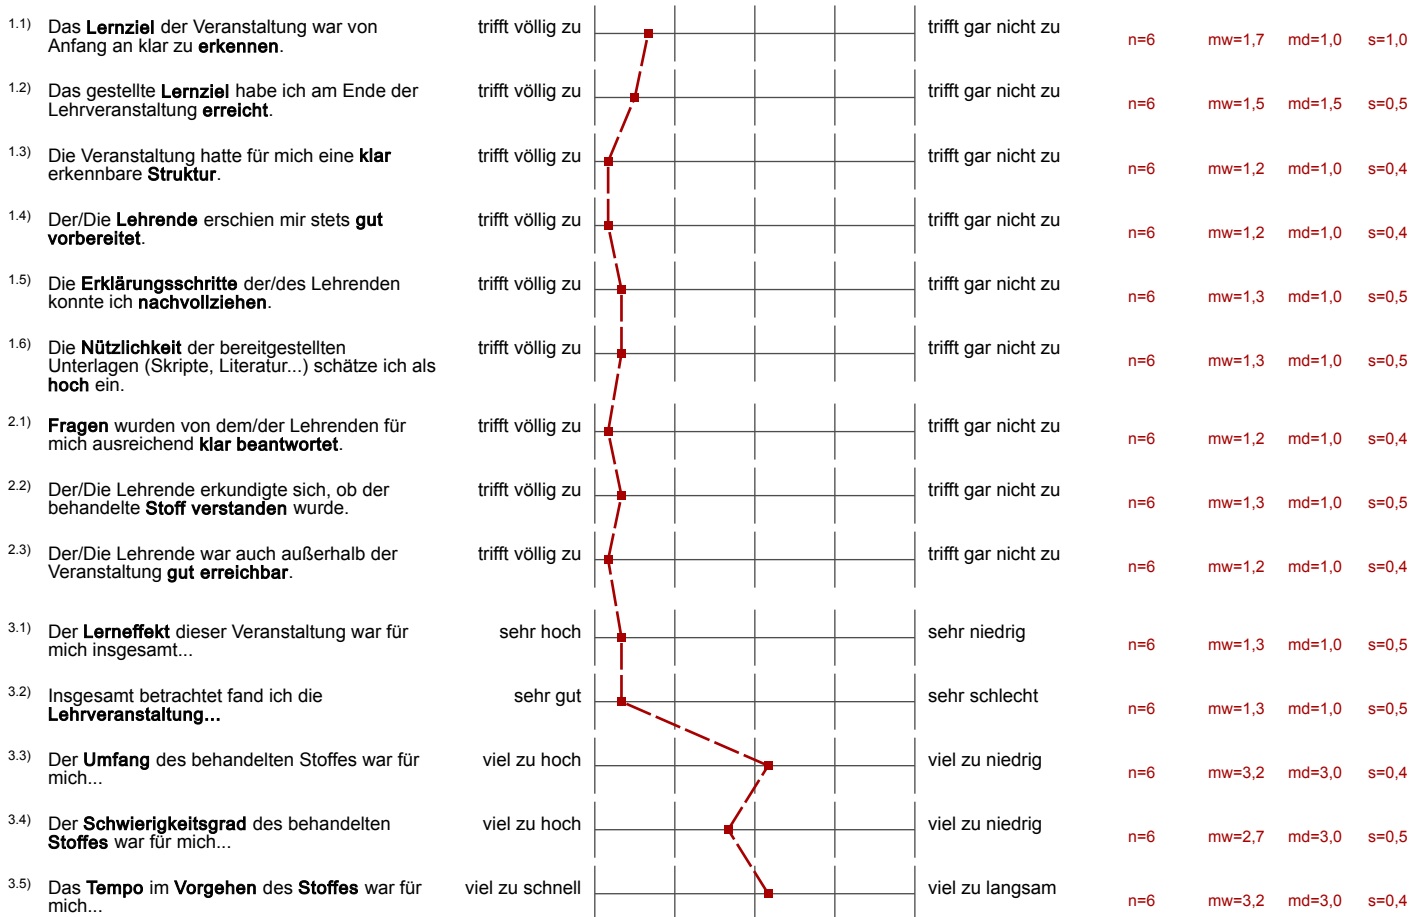 1.1) Das Lernziel der Veranstaltung war von trifft völlig zu trifft gar nicht zu n=6 mw=1,7 md=1,0 s=1,0
Anfang an klar zu erkennen.
1.2) Das gestellte Lernziel habe ich am Ende der trifft völlig zu trifft gar nicht zu n=6 mw=1,5 md=1,5 s=0,5
Lehrveranstaltung erreicht.
1.3) Die Veranstaltung hatte für mich eine klar trifft völlig zu trifft gar nicht zu n=6 mw=1,2 md=1,0 s=0,4
erkennbare Struktur.
1.4) Der/Die Lehrende erschien mir stets gut trifft völlig zu trifft gar nicht zu n=6 mw=1,2 md=1,0 s=0,4
vorbereitet.
1.5) Die Erklärungsschritte der/des Lehrenden trifft völlig zu trifft gar nicht zu n=6 mw=1,3 md=1,0 s=0,5
konnte ich nachvollziehen.
1.6) Die Nützlichkeit der bereitgestellten trifft völlig zu trifft gar nicht zu n=6 mw=1,3 md=1,0 s=0,5
Unterlagen (Skripte, Literatur...) schätze ich als
hoch ein.
2.1) Fragen wurden von dem/der Lehrenden für trifft völlig zu trifft gar nicht zu n=6 mw=1,2 md=1,0 s=0,4
mich ausreichend klar beantwortet.
2.2) Der/Die Lehrende erkundigte sich, ob der trifft völlig zu trifft gar nicht zu n=6 mw=1,3 md=1,0 s=0,5
behandelte Stoff verstanden wurde.
2.3) Der/Die Lehrende war auch außerhalb der trifft völlig zu trifft gar nicht zu n=6 mw=1,2 md=1,0 s=0,4
Veranstaltung gut erreichbar.
3.1) Der Lerneffekt dieser Veranstaltung war für sehr hoch sehr niedrig n=6 mw=1,3 md=1,0 s=0,5
mich insgesamt...
3.2) Insgesamt betrachtet fand ich die sehr gut sehr schlecht n=6 mw=1,3 md=1,0 s=0,5
Lehrveranstaltung...
3.3) Der Umfang des behandelten Stoffes war für viel zu hoch viel zu niedrig n=6 mw=3,2 md=3,0 s=0,4
mich...
3.4) Der Schwierigkeitsgrad des behandelten viel zu hoch viel zu niedrig n=6 mw=2,7 md=3,0 s=0,5
Stoffes war für mich...
3.5) Das Tempo im Vorgehen des Stoffes war für viel zu schnell viel zu langsam n=6 mw=3,2 md=3,0 s=0,4
mich...